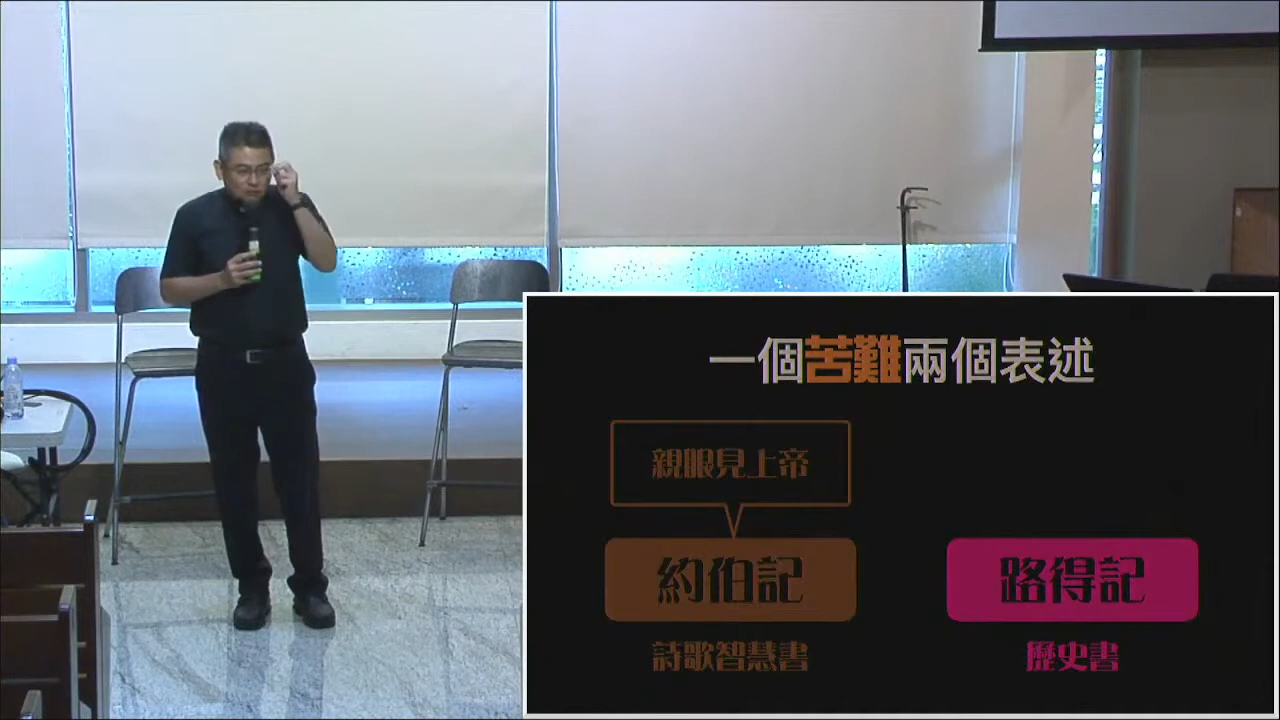 一個苦難兩個表述
親眼見上帝
約伯記
路得記
詩歌智慧書
歷史書